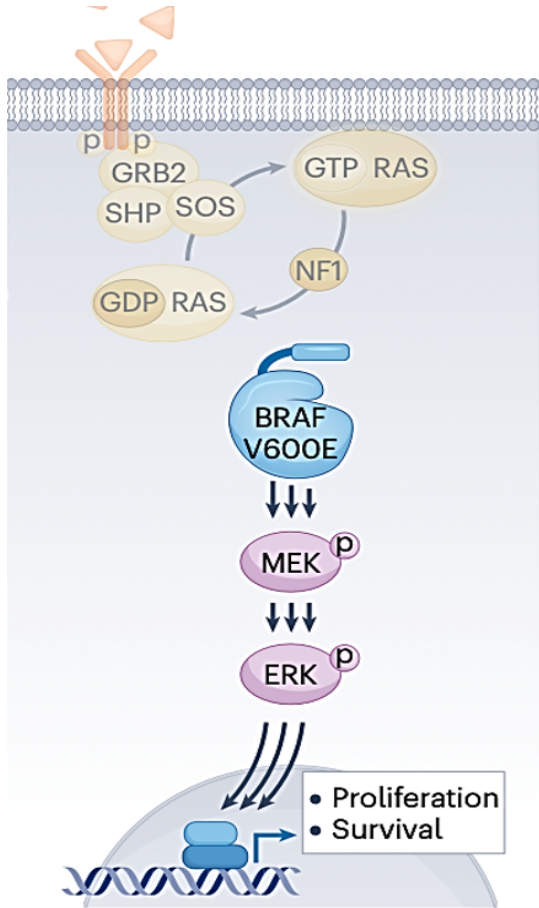 p p
GRB2
SHP SOS
GTP RAS
NF1
GDP RAS
BRAF
V600E
MEK p
ERK p
• Proliferation
• Survival